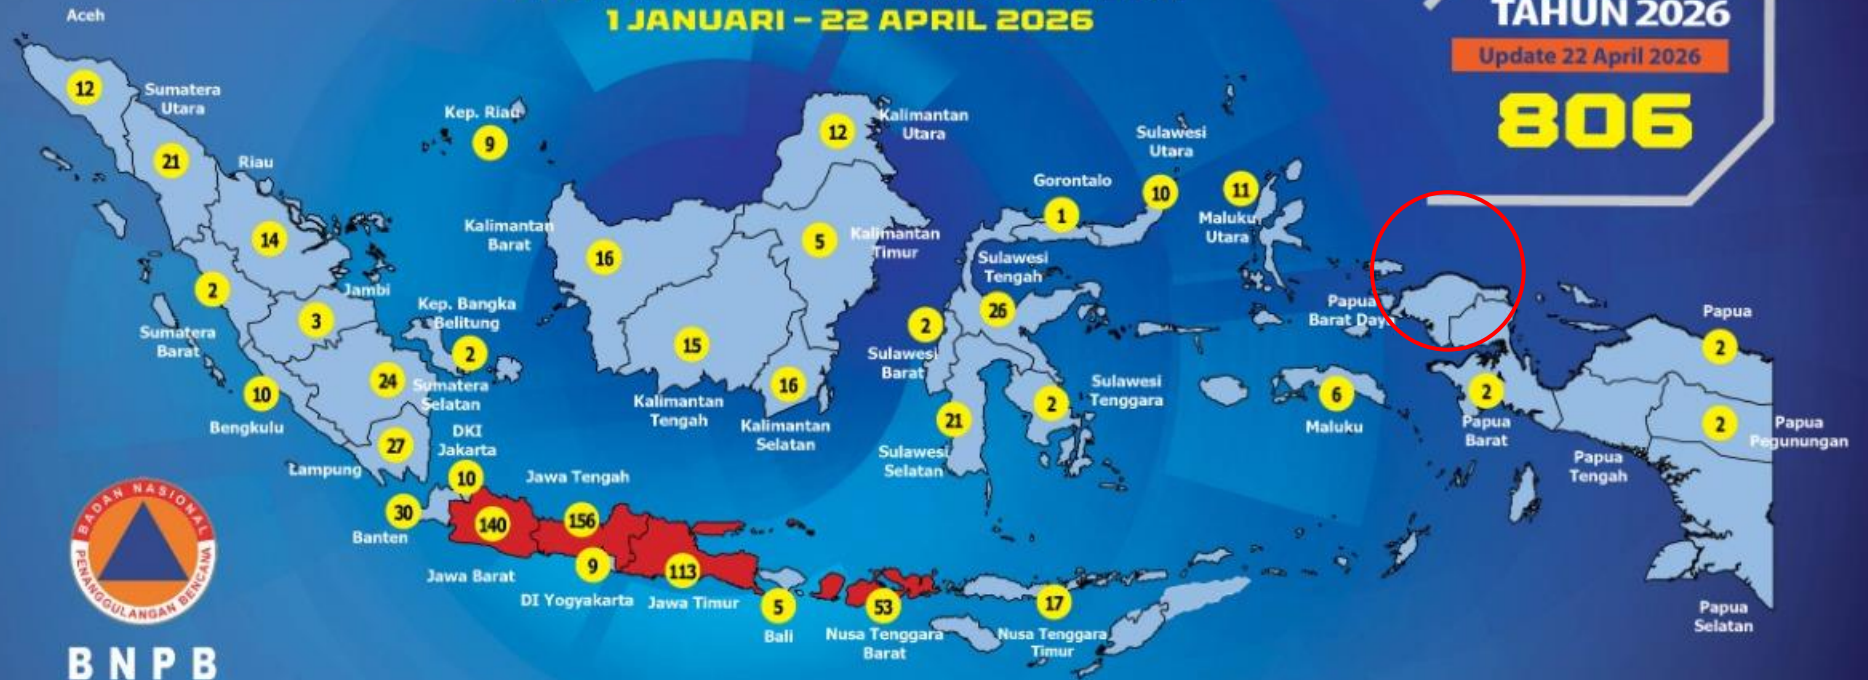 1 JANUARI – 22 APRIL 2026
TAHUN 2026
Update 22 April 2026
806
Aceh
12
Sumatera
Utara
21
Riau
14
Kep. Riau
9
2
Sumatera
Barat
Jambi
3
Kep. Bangka
Belitung
2
10
Bengkulu
24
Sumatera
Selatan
27
Lampung
DKI
Jakarta
10
30
Banten
140
Jawa Barat
Jawa Tengah
156
9
DI Yogyakarta
113
Jawa Timur
5
Bali
53
Nusa Tenggara
Barat
17
Nusa Tenggara
Timur
Kalimantan
Barat
16
15
Kalimantan
Tengah
16
Kalimantan
Selatan
5
Kalimantan
Timur
12
Kalimantan
Utara
Gorontalo
1
Sulawesi
Utara
10
Sulawesi
Tengah
26
2
Sulawesi
Barat
21
Sulawesi
Selatan
2
Sulawesi
Tenggara
11
Maluku
Utara
6
Maluku
Papua
Barat Daya
2
Papua
Barat
Papua
Tengah
Papua
2
2
Papua
Pegunungan
Papua
Selatan
BADAN NASIONAL
PENANGGULANGAN BENCANA
BNPB